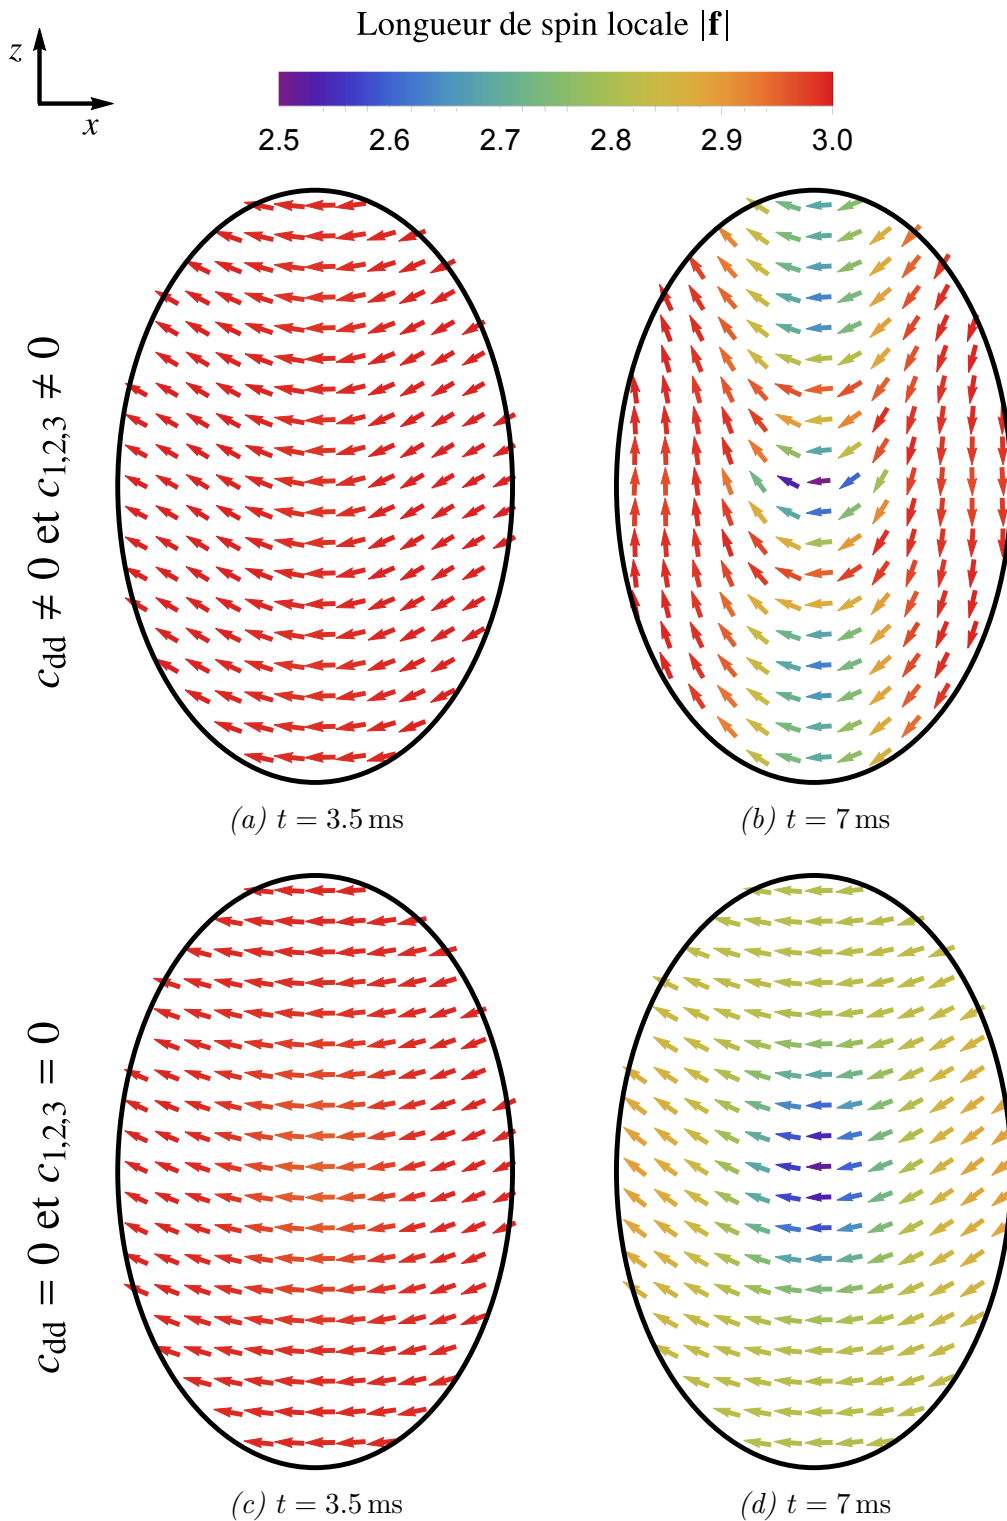 Longueur de spin locale |f|
z
x
2.5 2.6 2.7 2.8 2.9 3.0
c_dd ≠ 0 et c_1,2,3 ≠ 0
(a) t = 3.5 ms
(b) t = 7 ms
c_dd = 0 et c_1,2,3 = 0
(c) t = 3.5 ms
(d) t = 7 ms